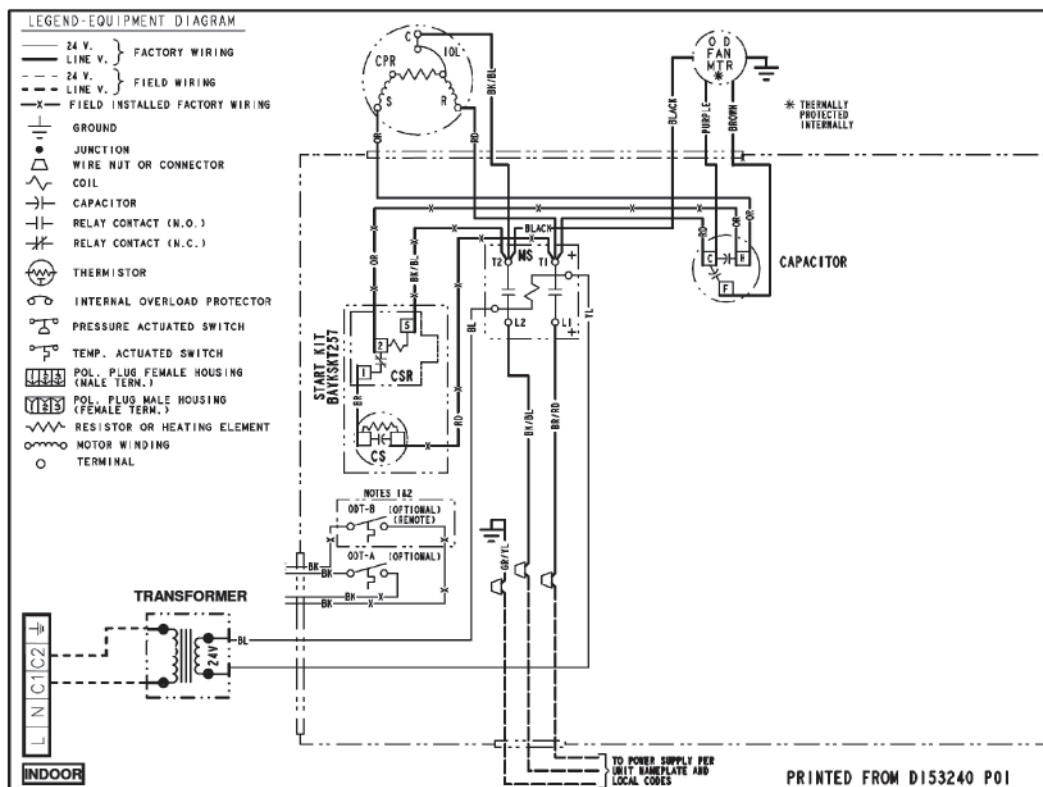 LEGEND-EQUIPMENT DIAGRAM
24 V.
LINE V.
FACTORY WIRING
24 V.
LINE V.
FIELD WIRING
FIELD INSTALLED FACTORY WIRING
GROUND
JUNCTION
WIRE NUT OR CONNECTOR
COIL
CAPACITOR
RELAY CONTACT (N.O.)
RELAY CONTACT (N.C.)
THERMISTOR
INTERNAL OVERLOAD PROTECTOR
PRESSURE ACTUATED SWITCH
TEMP. ACTUATED SWITCH
POL. PLUG FEMALE HOUSING
(MALE TERM.)
POL. PLUG MALE HOUSING
(FEMALE TERM.)
RESISTOR OR HEATING ELEMENT
MOTOR WINDING
TERMINAL
C
IOL
CPR
S
R
OR
RD
BK/BL
BLACK
O D
FAN
MTR
*
PURPLE
BROWN
* THERMALLY
PROTECTED
INTERNALLY
BLACK
RD
OR
OR
C
H
F
CAPACITOR
MS
T2
T1
+
L2
L1
+
OR
BK/BL
BL
YL
START KIT
BAYKSKT257
5
2
1
CSR
BR
RD
CS
BK/BL
BR/RD
NOTES 1&2
ODT-B
(OPTIONAL)
(REMOTE)
ODT-A
(OPTIONAL)
BK
BK
BK
BK
GR/YL
TRANSFORMER
24V
BL
L N C1 C2
INDOOR
TO POWER SUPPLY PER
UNIT NAMEPLATE AND
LOCAL CODES
PRINTED FROM D153240 P01